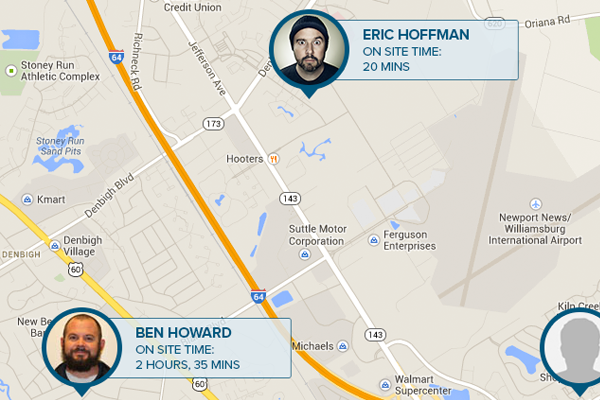 Credit Union
Oriana Rd
ERIC HOFFMAN
ON SITE TIME:
20 MINS
64
Richneck Rd
Jefferson Ave
Stoney Run
Athletic Complex
173
Stoney Run
Sand Pits
Hooters
Denbigh Blvd
Kmart
143
Newport News/
Williamsburg
International Airport
Suttle Motor
Corporation
Ferguson
Enterprises
Denbigh
Village
DENBIGH
60
64
BEN HOWARD
ON SITE TIME:
2 HOURS, 35 MINS
143
Michaels
60
Walmart
Supercenter